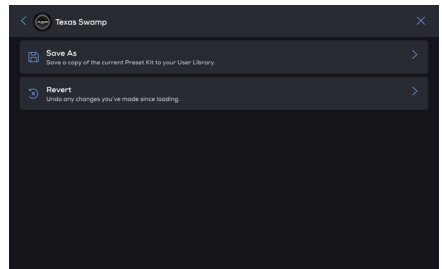 Texas Swamp
Save As
Save a copy of the current Preset Kit to your User Library.
Revert
Undo any changes you've made since loading.